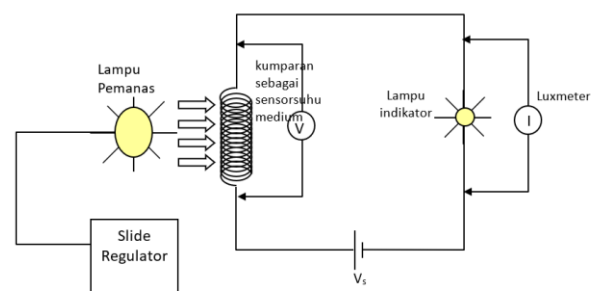 Lampu
Pemanas
kumparan
sebagai
sensorsuhu
medium
V
Lampu
indikator
Luxmeter
I
Slide
Regulator
Vs